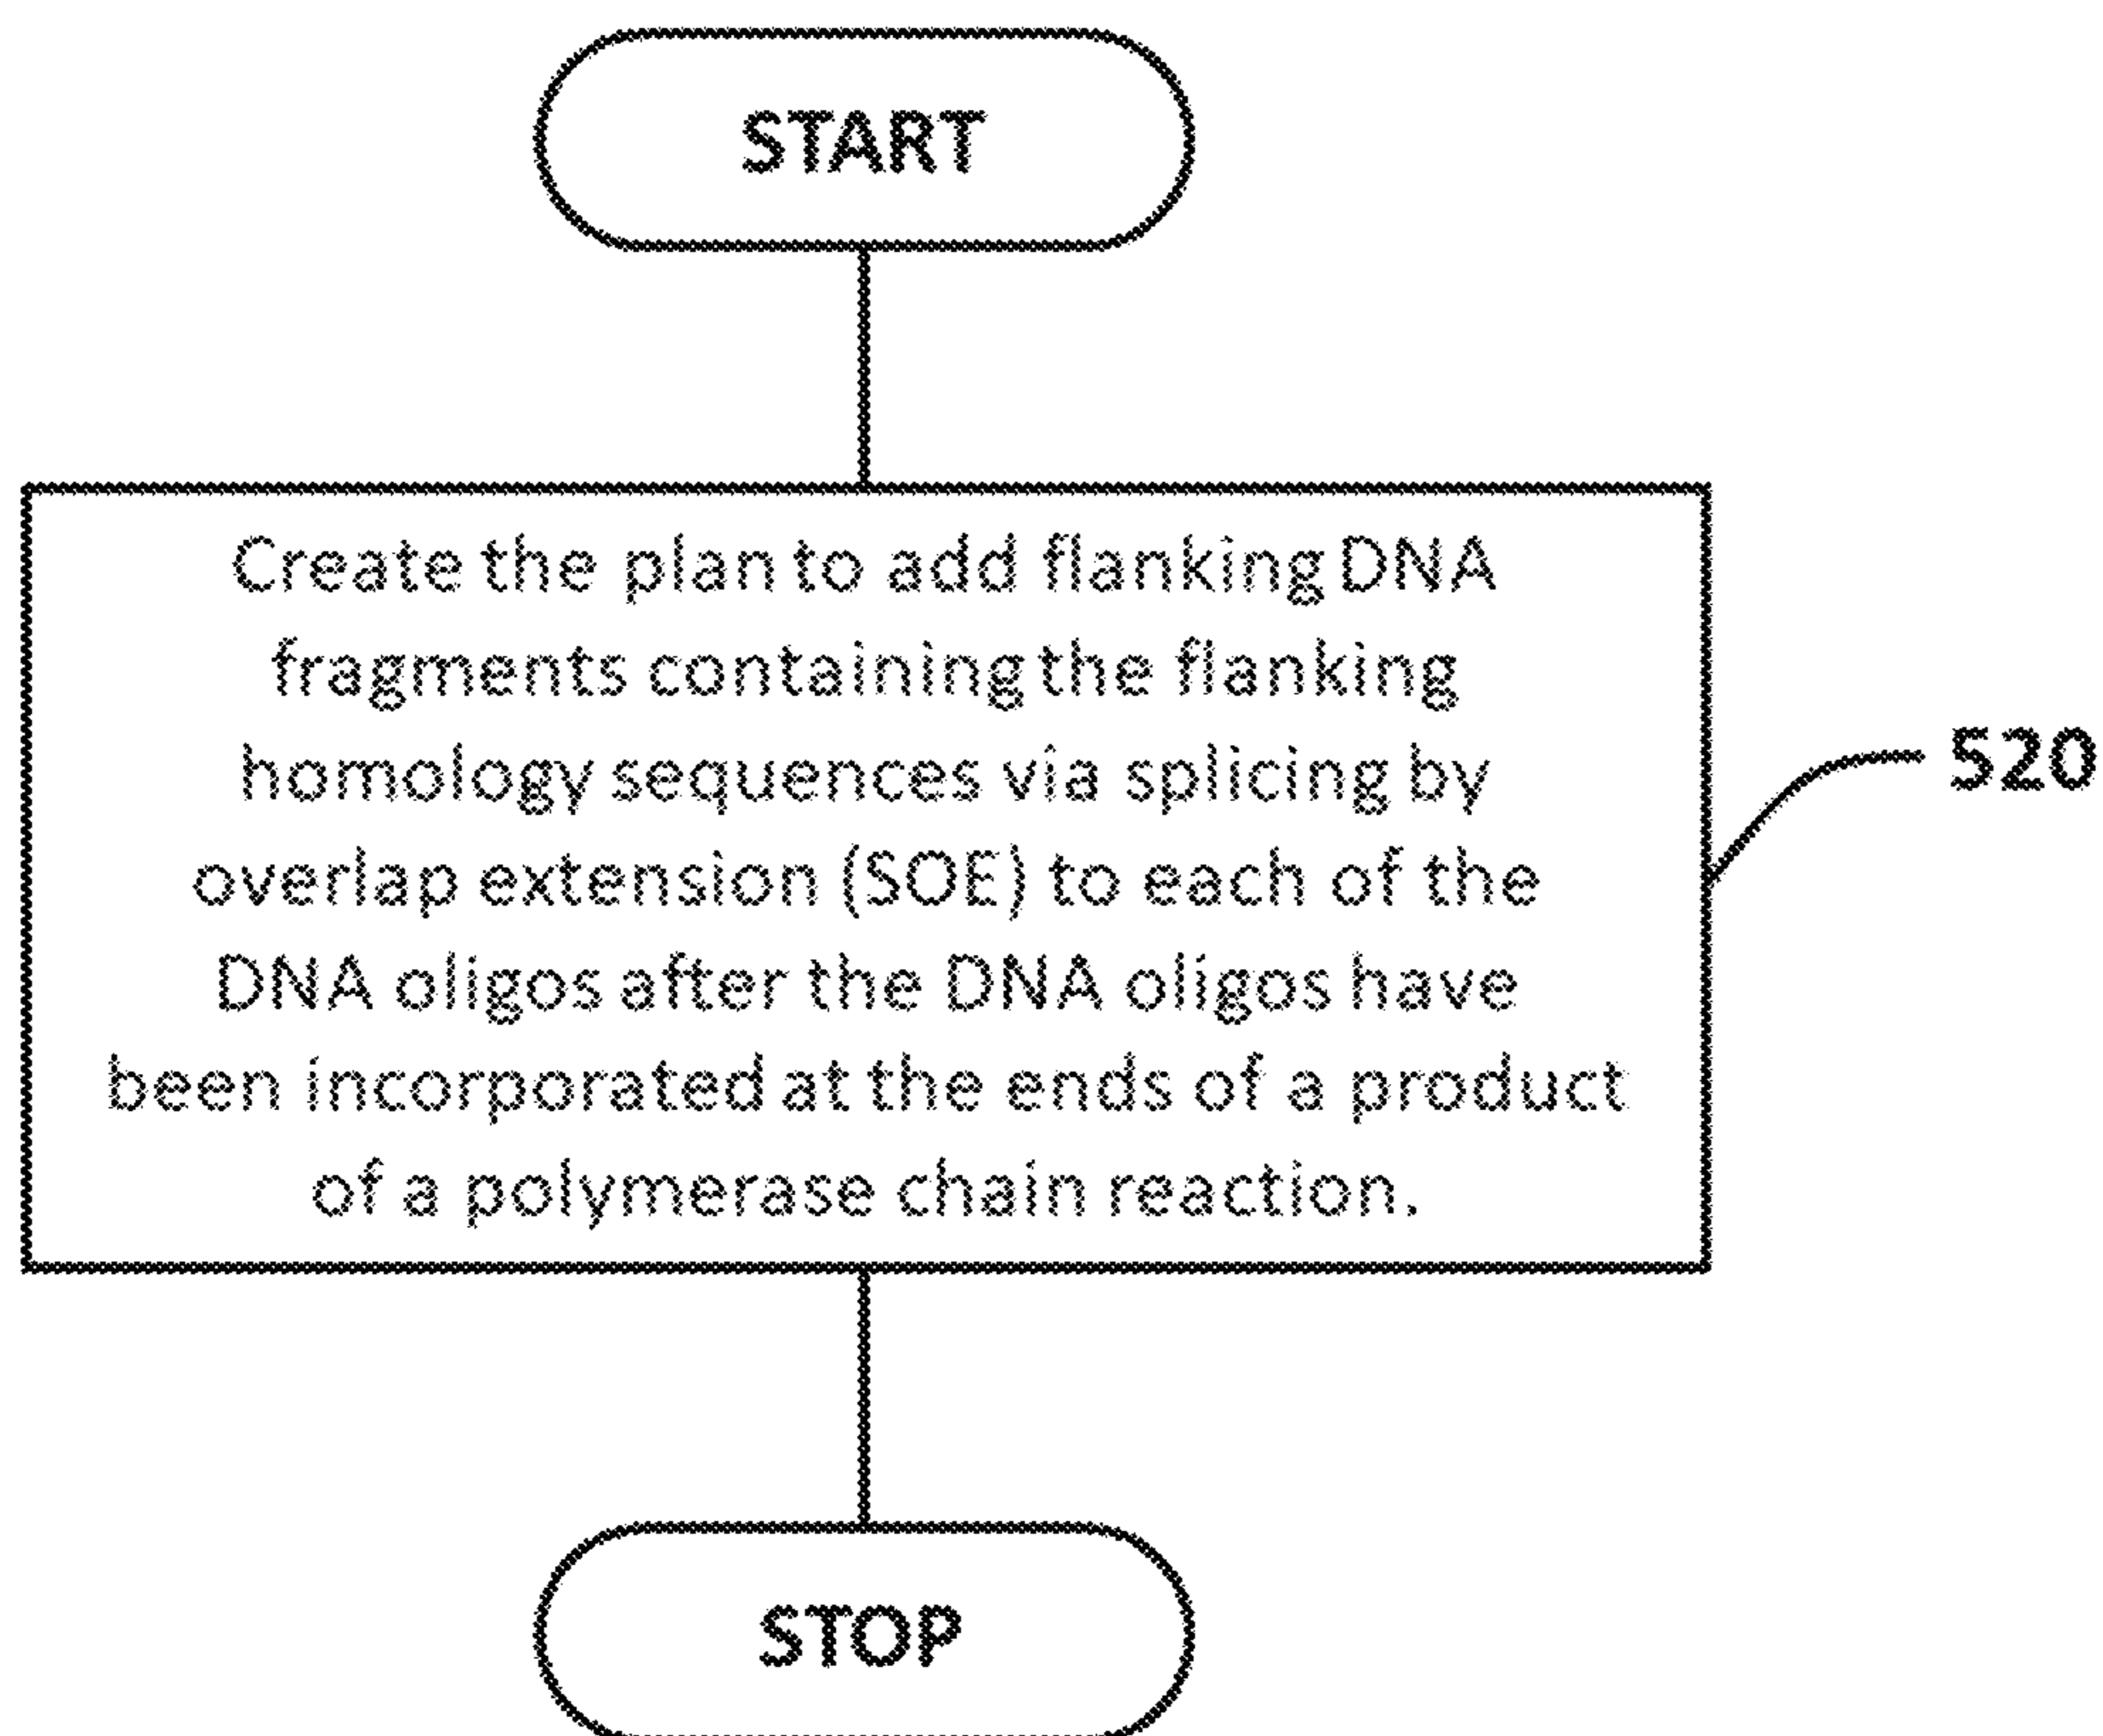 START
Create the plan to add flanking DNA
fragments containing the flanking
homology sequences via splicing by
overlap extension (SOE) to each of the
DNA oligos after the DNA oligos have
been incorporated at the ends of a product
of a polymerase chain reaction.
520
STOP